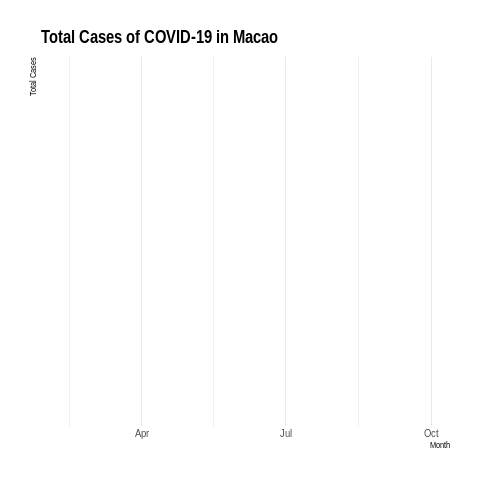 Total Cases of COVID-19 in Macao
Total Cases
Apr
Jul
Oct
Month